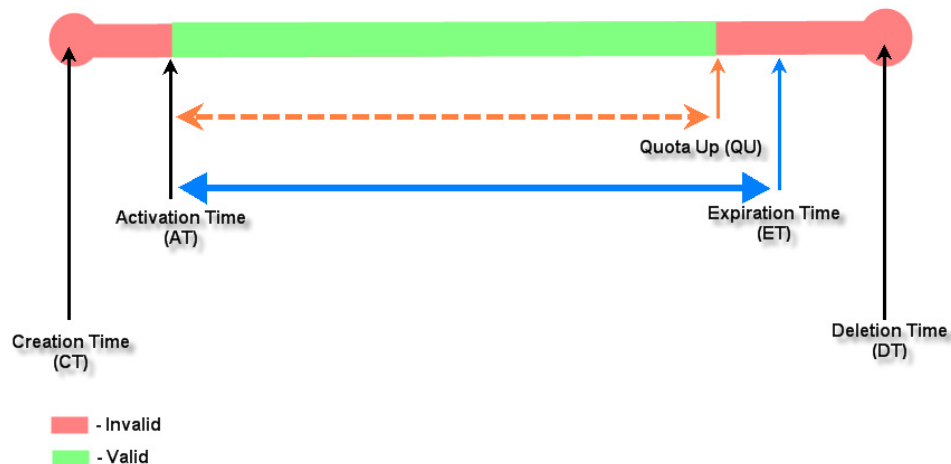 Quota Up (QU)
Activation Time
(AT)
Expiration Time
(ET)
Creation Time
(CT)
Deletion Time
(DT)
- Invalid
- Valid